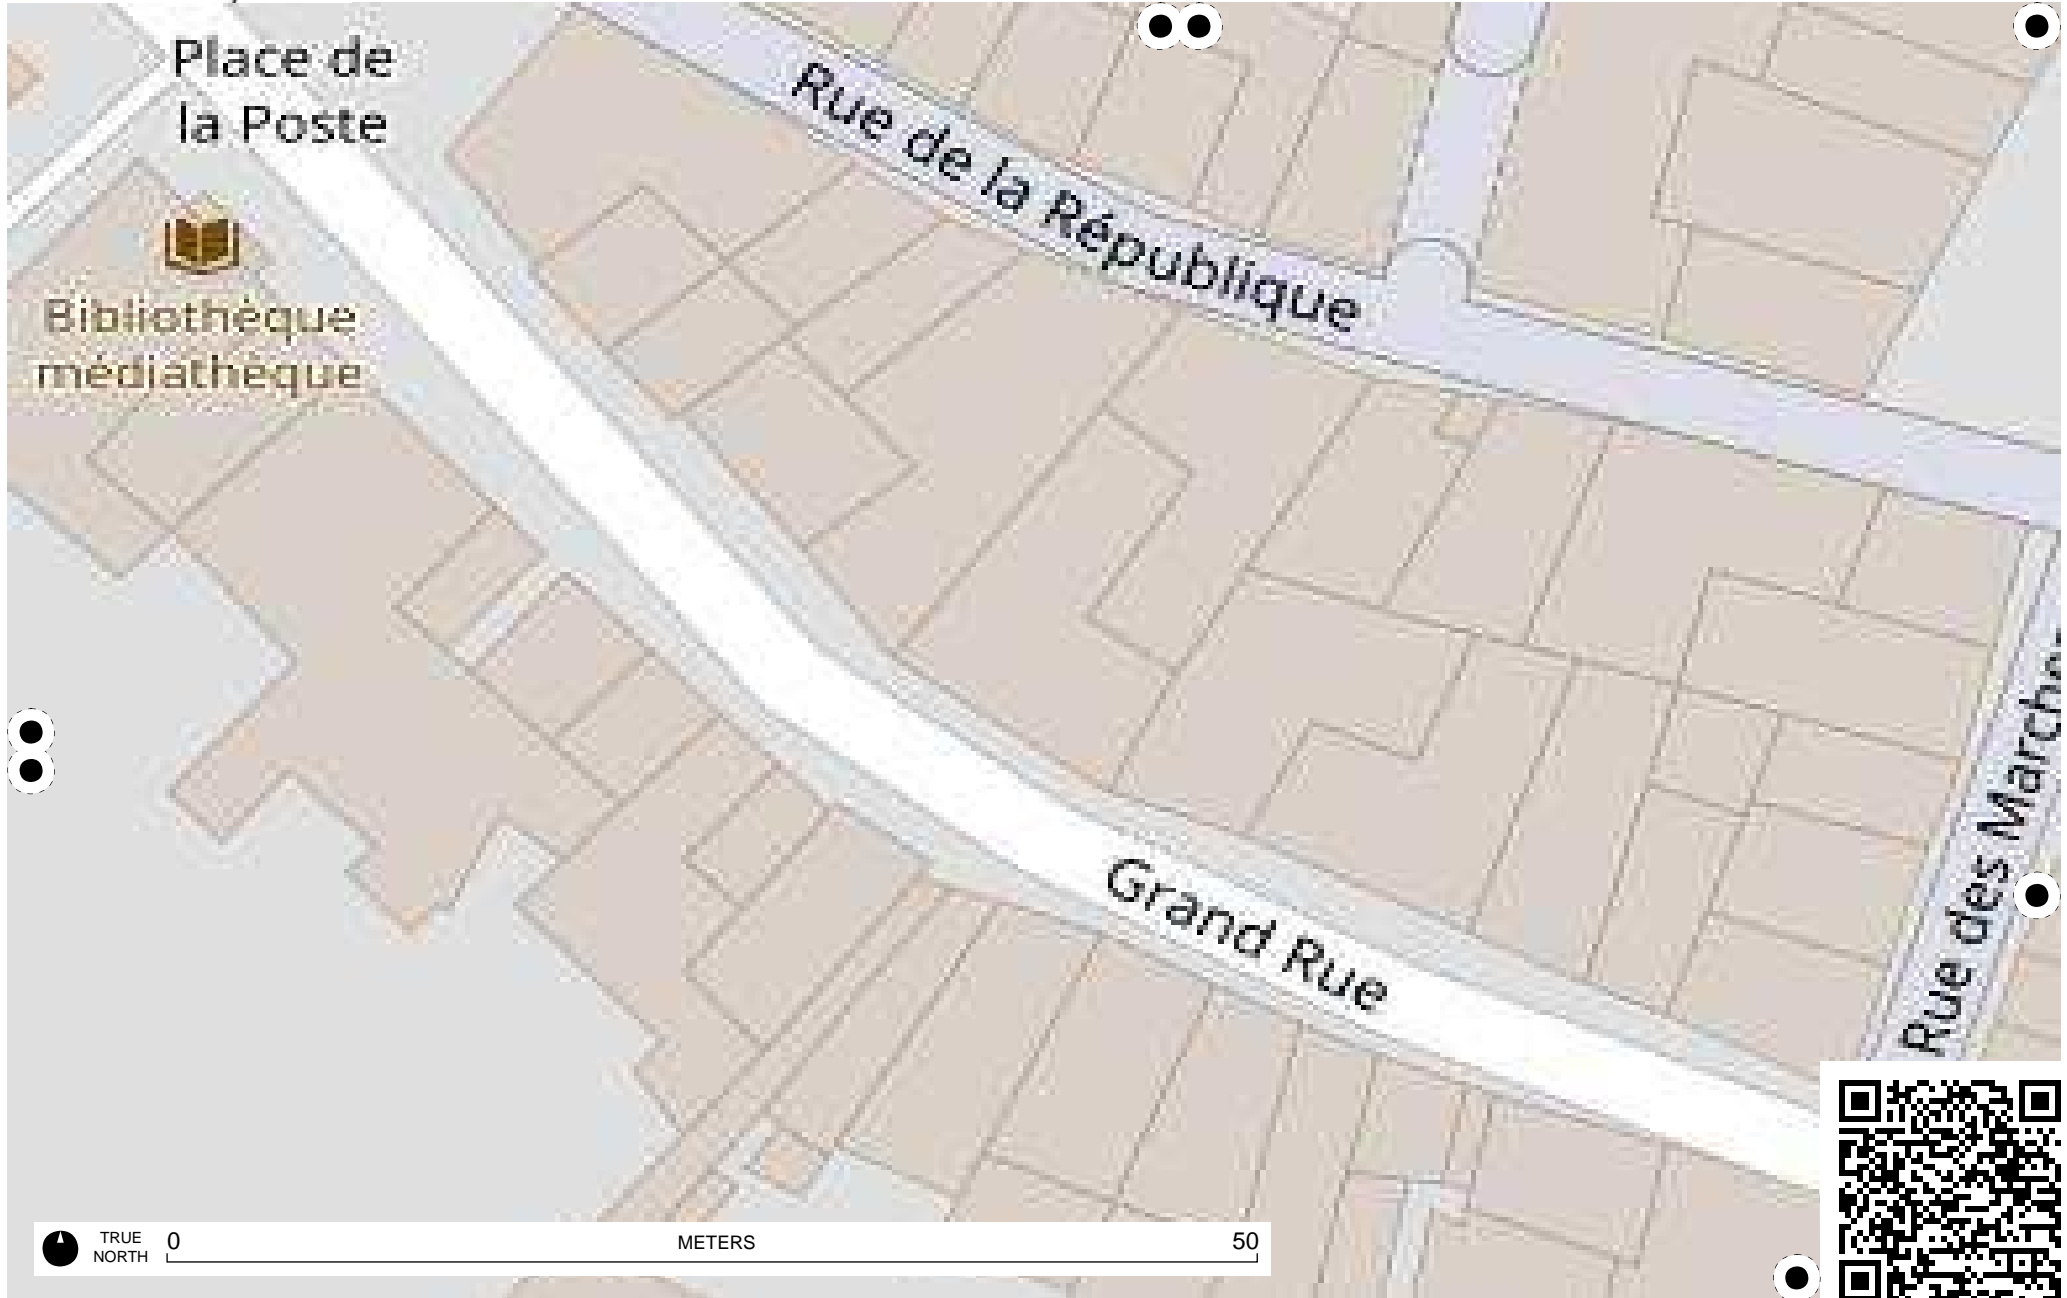 Place de
la Poste
Rue de la République
Bibliothèque
médiathèque
Grand Rue
Rue des
TRUE
NORTH
0
METERS
50